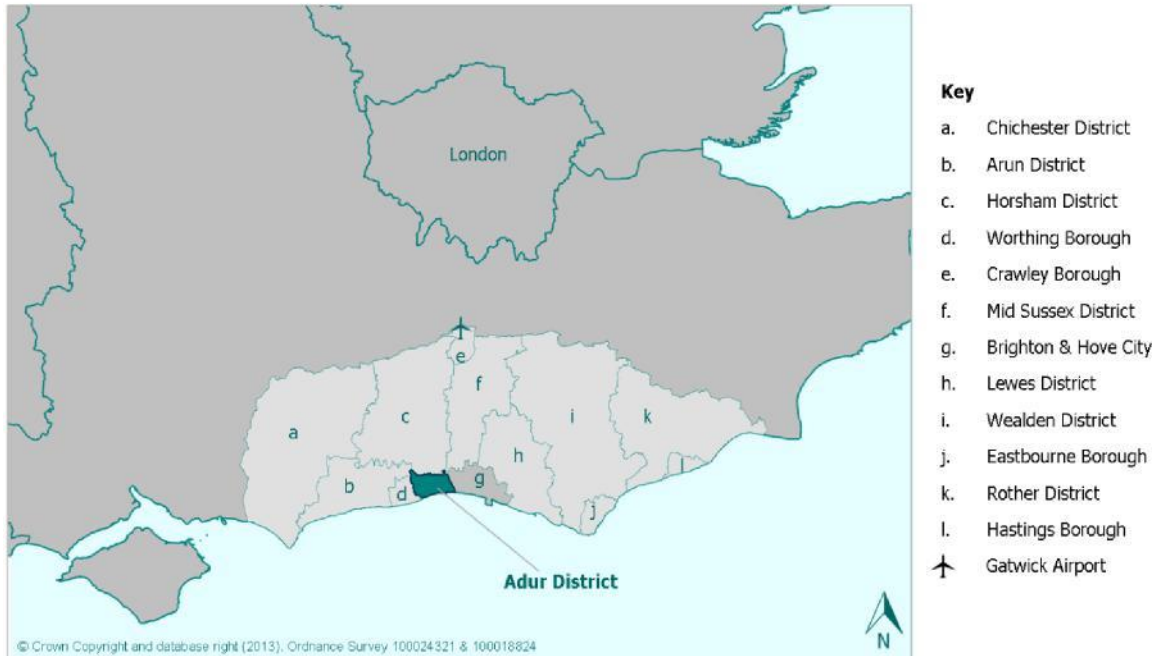 London
e
f
a
c
i
k
h
l
b
d
g
j
Adur District
N
© Crown Copyright and database right (2013). Ordnance Survey 100024321 & 100018824
Key
a. Chichester District
b. Arun District
c. Horsham District
d. Worthing Borough
e. Crawley Borough
f. Mid Sussex District
g. Brighton & Hove City
h. Lewes District
i. Wealden District
j. Eastbourne Borough
k. Rother District
l. Hastings Borough
Gatwick Airport